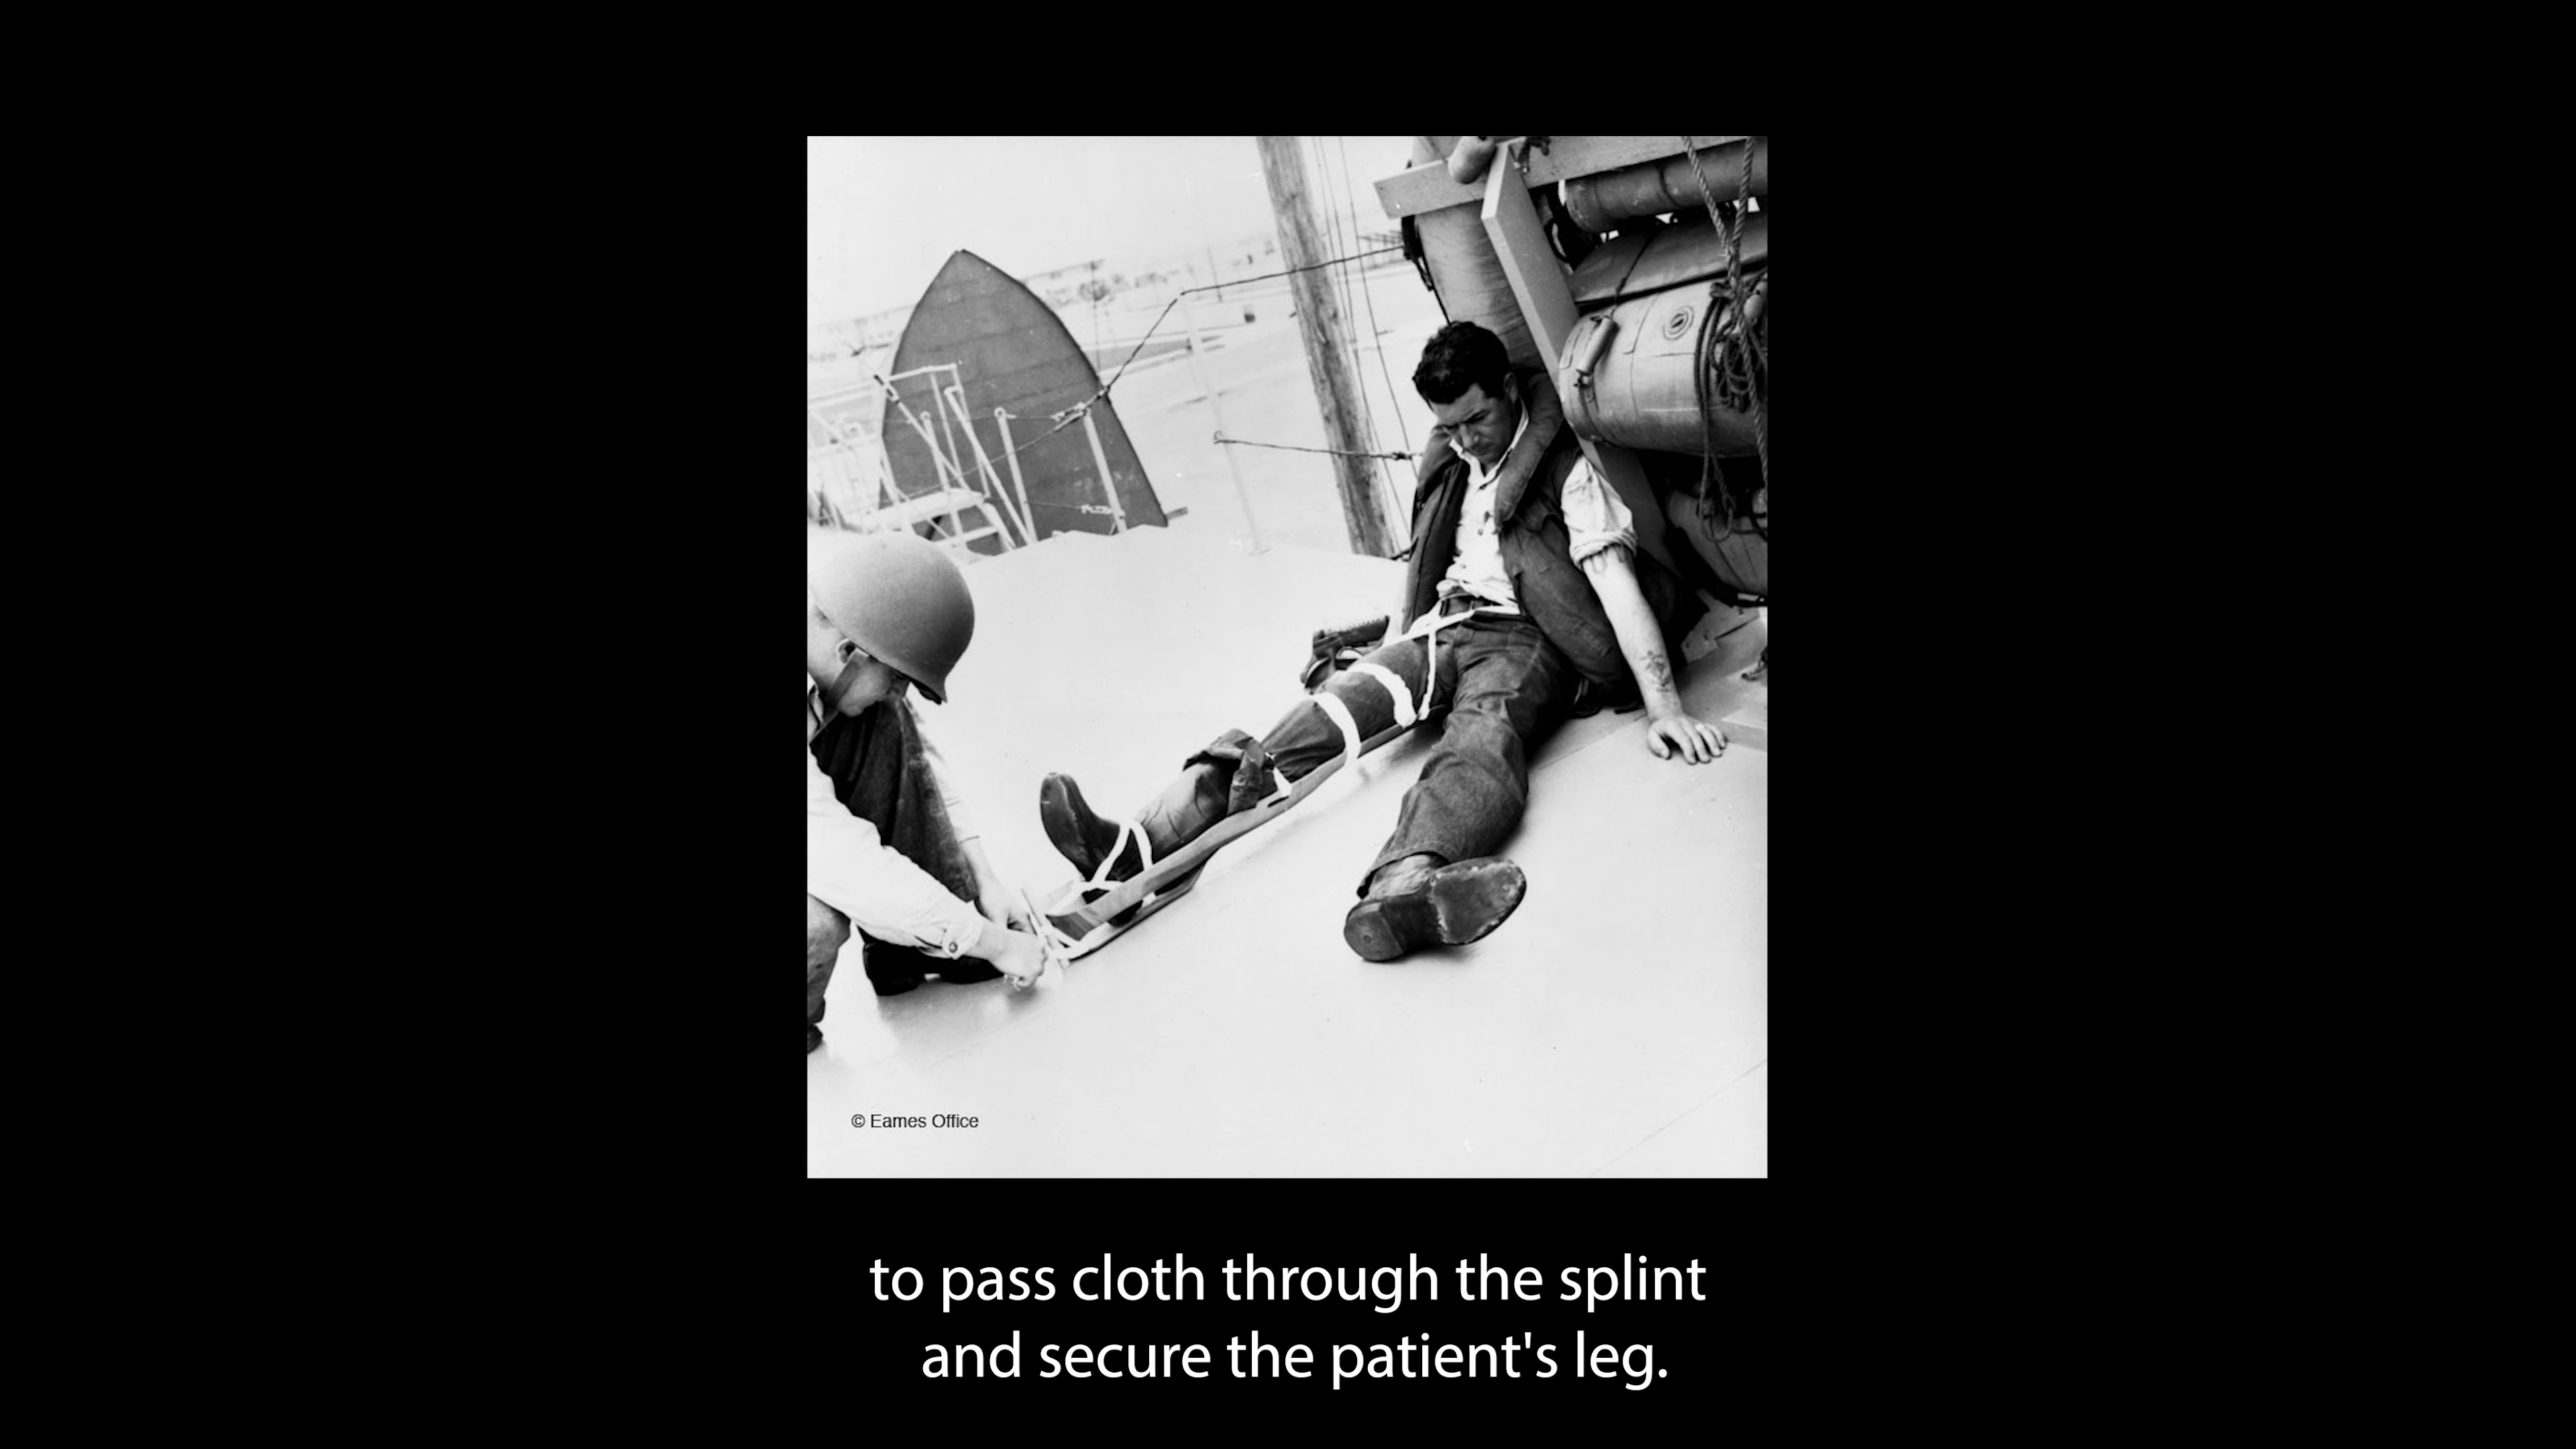 © Eames Office
to pass cloth through the splint
and secure the patient's leg.